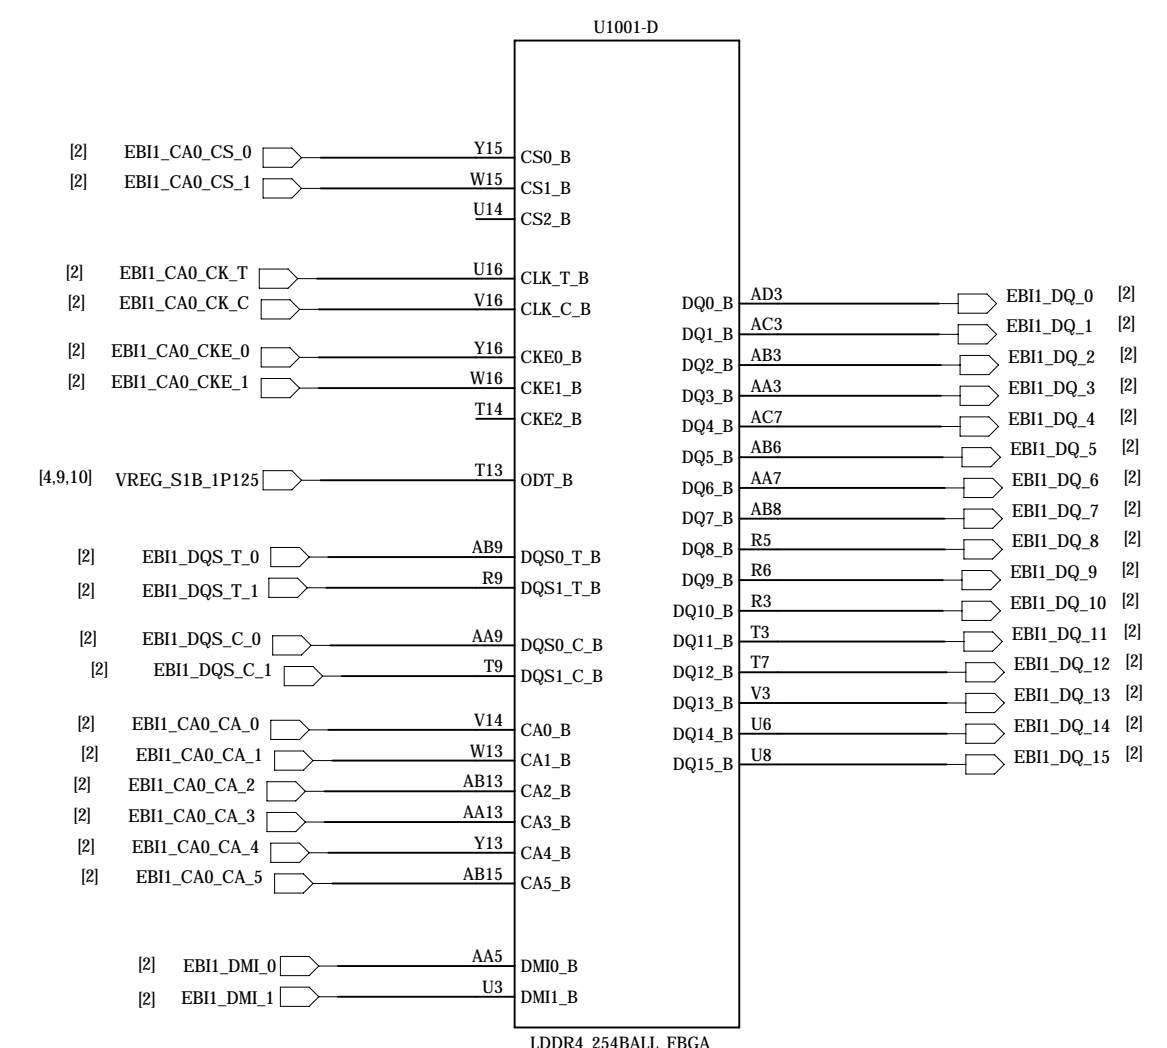 U1001-D
[2] EBI1_CA0_CS_0 Y15 CS0_B
[2] EBI1_CA0_CS_1 W15 CS1_B
U14 CS2_B
[2] EBI1_CA0_CK_T U16 CLK_T_B
[2] EBI1_CA0_CK_C V16 CLK_C_B
[2] EBI1_CA0_CKE_0 Y16 CKE0_B
[2] EBI1_CA0_CKE_1 W16 CKE1_B
T14 CKE2_B
[4,9,10] VREG_S1B_1P125 T13 ODT_B
[2] EBI1_DQS_T_0 AB9 DQS0_T_B
[2] EBI1_DQS_T_1 R9 DQS1_T_B
[2] EBI1_DQS_C_0 AA9 DQS0_C_B
[2] EBI1_DQS_C_1 T9 DQS1_C_B
[2] EBI1_CA0_CA_0 V14 CA0_B
[2] EBI1_CA0_CA_1 W13 CA1_B
[2] EBI1_CA0_CA_2 AB13 CA2_B
[2] EBI1_CA0_CA_3 AA13 CA3_B
[2] EBI1_CA0_CA_4 Y13 CA4_B
[2] EBI1_CA0_CA_5 AB15 CA5_B
[2] EBI1_DMI_0 AA5 DMI0_B
[2] EBI1_DMI_1 U3 DMI1_B
DQ0_B AD3 EBI1_DQ_0 [2]
DQ1_B AC3 EBI1_DQ_1 [2]
DQ2_B AB3 EBI1_DQ_2 [2]
DQ3_B AA3 EBI1_DQ_3 [2]
DQ4_B AC7 EBI1_DQ_4 [2]
DQ5_B AB6 EBI1_DQ_5 [2]
DQ6_B AA7 EBI1_DQ_6 [2]
DQ7_B AB8 EBI1_DQ_7 [2]
DQ8_B R5 EBI1_DQ_8 [2]
DQ9_B R6 EBI1_DQ_9 [2]
DQ10_B R3 EBI1_DQ_10 [2]
DQ11_B T3 EBI1_DQ_11 [2]
DQ12_B T7 EBI1_DQ_12 [2]
DQ13_B V3 EBI1_DQ_13 [2]
DQ14_B U6 EBI1_DQ_14 [2]
DQ15_B U8 EBI1_DQ_15 [2]
LDDR4_254BALL_FBGA